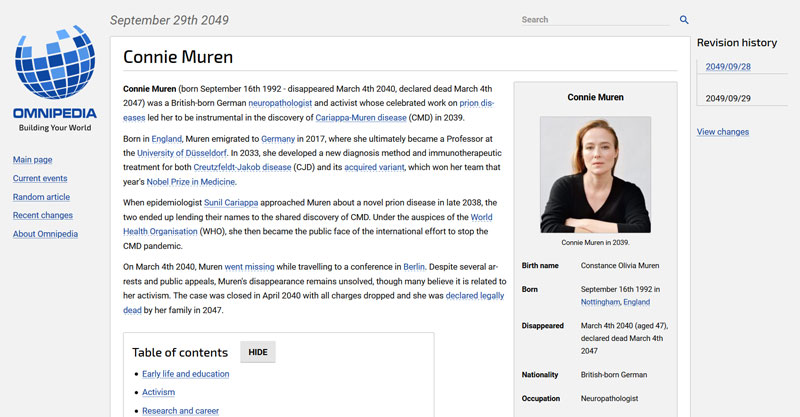 September 29th 2049
Search
OMNIPEDIA
Building Your World
Main page
Current events
Random article
Recent changes
About Omnipedia
Connie Muren
Connie Muren (born September 16th 1992 - disappeared March 4th 2040, declared dead March 4th
2047) was a British-born German neuropathologist and activist whose celebrated work on prion dis-
eases led her to be instrumental in the discovery of Cariappa-Muren disease (CMD) in 2039.
Born in England, Muren emigrated to Germany in 2017, where she ultimately became a Professor at
the University of Düsseldorf. In 2033, she developed a new diagnosis method and immunotherapeutic
treatment for both Creutzfeldt-Jakob disease (CJD) and its acquired variant, which won her team that
year's Nobel Prize in Medicine.
When epidemiologist Sunil Cariappa approached Muren about a novel prion disease in late 2038, the
two ended up lending their names to the shared discovery of CMD. Under the auspices of the World
Health Organisation (WHO), she then became the public face of the international effort to stop the
CMD pandemic.
On March 4th 2040, Muren went missing while travelling to a conference in Berlin. Despite several ar-
rests and public appeals, Muren's disappearance remains unsolved, though many believe it is related to
her activism. The case was closed in April 2040 with all charges dropped and she was declared legally
dead by her family in 2047.
Table of contents HIDE
Early life and education
Activism
Research and career
Connie Muren
Connie Muren in 2039.
Birth name Constance Olivia Muren
Born September 16th 1992 in
Nottingham, England
Disappeared March 4th 2040 (aged 47),
declared dead March 4th
2047
Nationality British-born German
Occupation Neuropathologist
Revision history
2049/09/28
2049/09/29
View changes